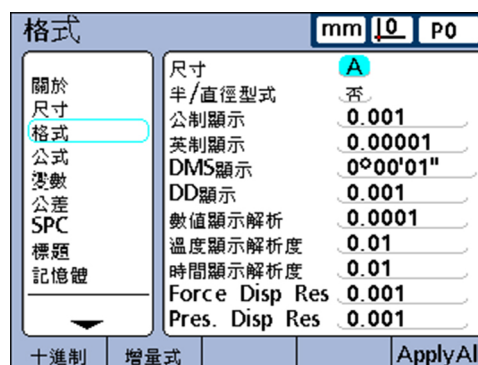 格式 mm 0 P0
關於
尺寸
格式
公式
變數
公差
SPC
標題
記憶體
尺寸 A
半/直徑型式 否
公制顯示 0.001
英制顯示 0.00001
DMS顯示 0°00'01"
DD顯示 0.001
數值顯示解析 0.0001
溫度顯示解析度 0.01
時間顯示解析度 0.01
Force Disp Res 0.001
Pres. Disp Res 0.001
十進制 增量式 ApplyAl